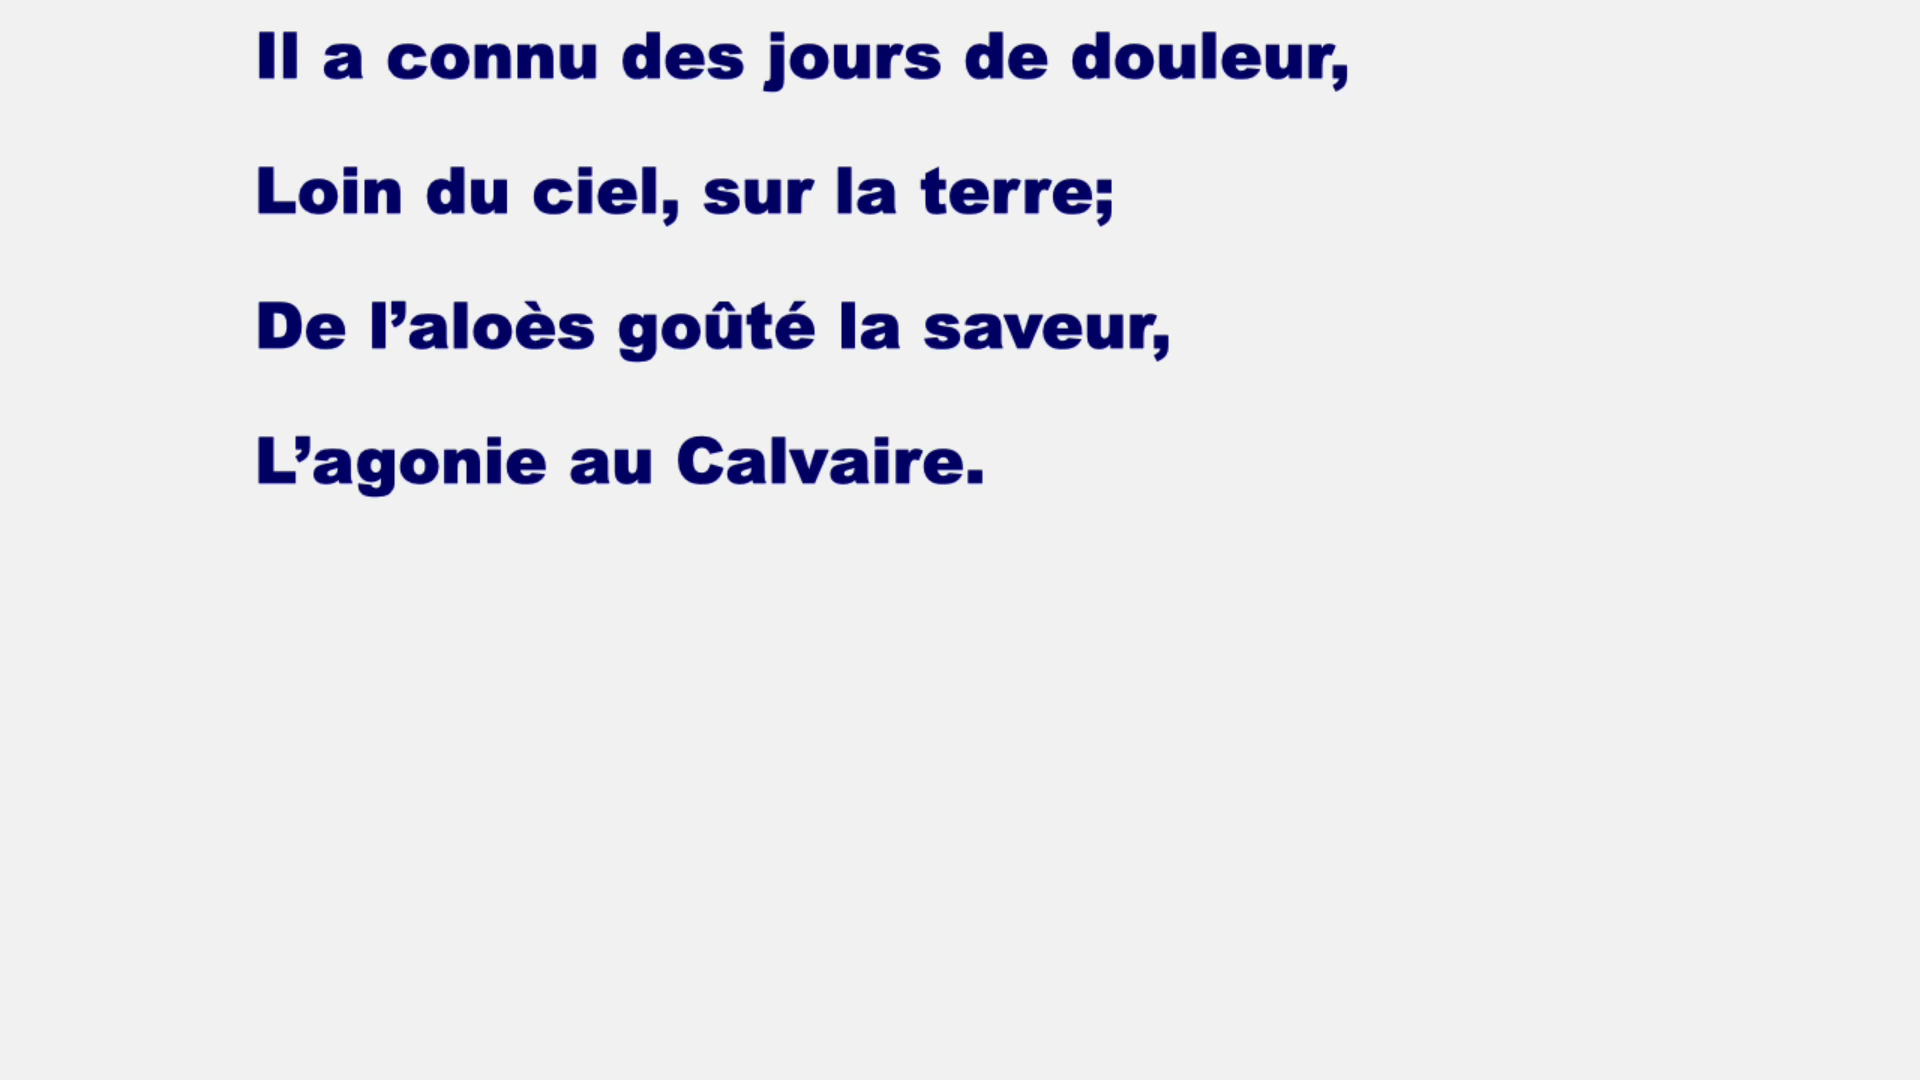 Il a connu des jours de douleur,
Loin du ciel, sur la terre;
De l’aloès goûté la saveur,
L’agonie au Calvaire.